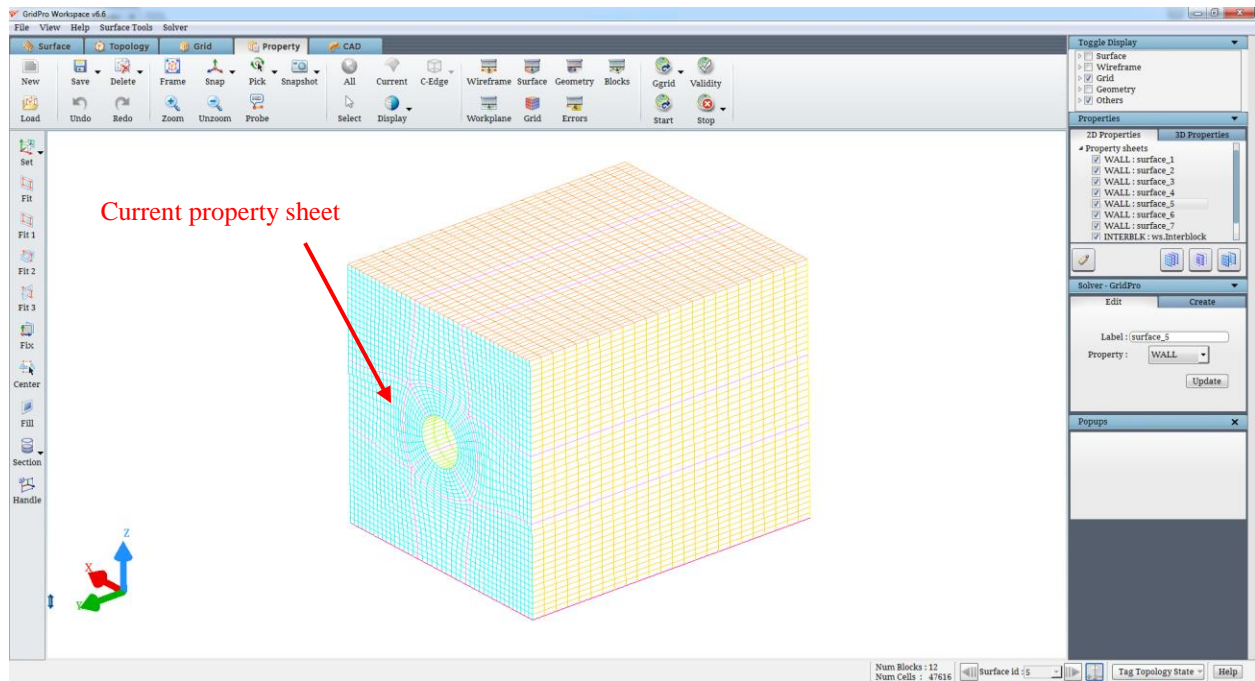 GridPro Workspace v6.6
File View Help Surface Tools Solver
Surface Topology Grid Property CAD
New Save Delete Frame Snap Pick Snapshot All Current C-Edge Wireframe Surface Geometry Blocks Ggrid Validity
Load Undo Redo Zoom Unzoom Probe Select Display Workplane Grid Errors Start Stop
Set
Fit
Fit 1
Fit 2
Fit 3
Fix
Center
Fill
Section
Handle
Current property sheet
Z
X
Y
Toggle Display
Surface
Wireframe
Grid
Geometry
Others
Properties
2D Properties 3D Properties
Property sheets
WALL : surface_1
WALL : surface_2
WALL : surface_3
WALL : surface_4
WALL : surface_5
WALL : surface_6
WALL : surface_7
INTERBLK : ws.Interblock
Solver - GridPro
Edit Create
Label : surface_5
Property : WALL
Update
Popups
Num Blocks : 12
Num Cells : 47616
Surface id : 5
Tag Topology State
Help